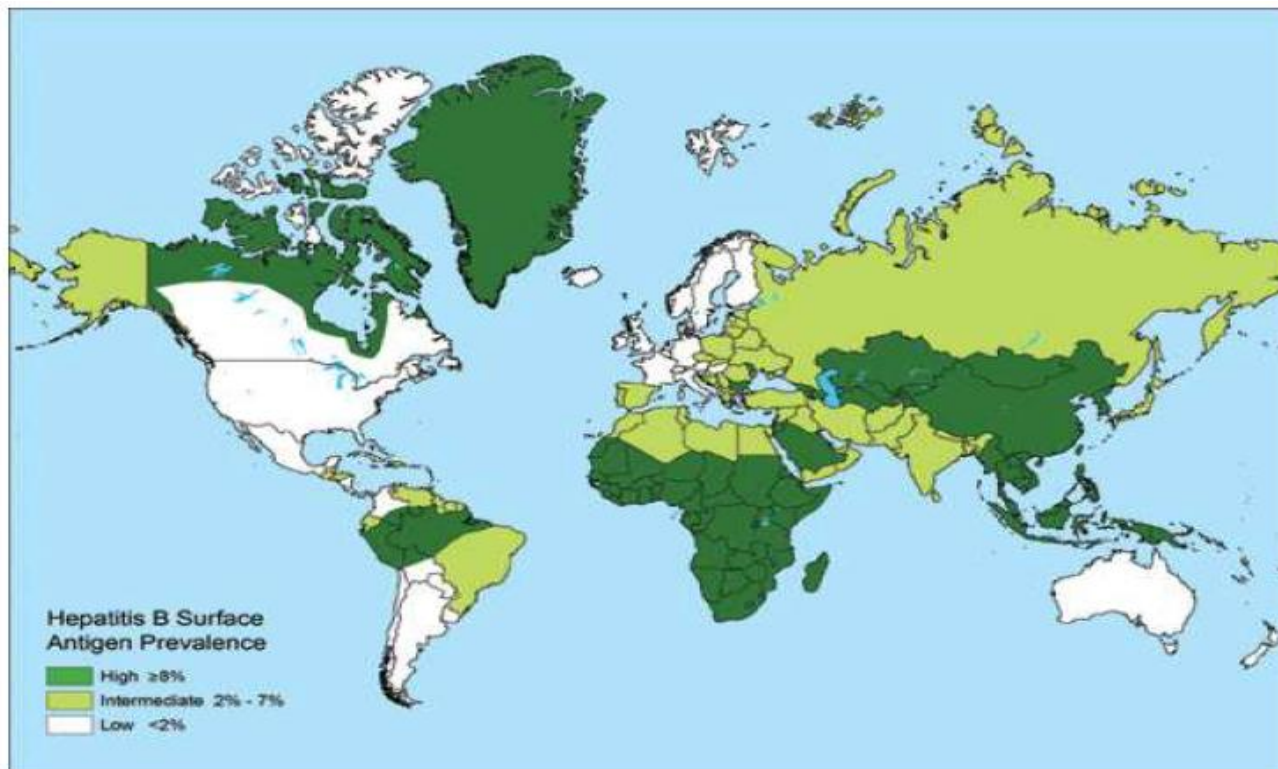 Hepatitis B Surface
Antigen Prevalence
High ≥8%
Intermediate 2% - 7%
Low <2%